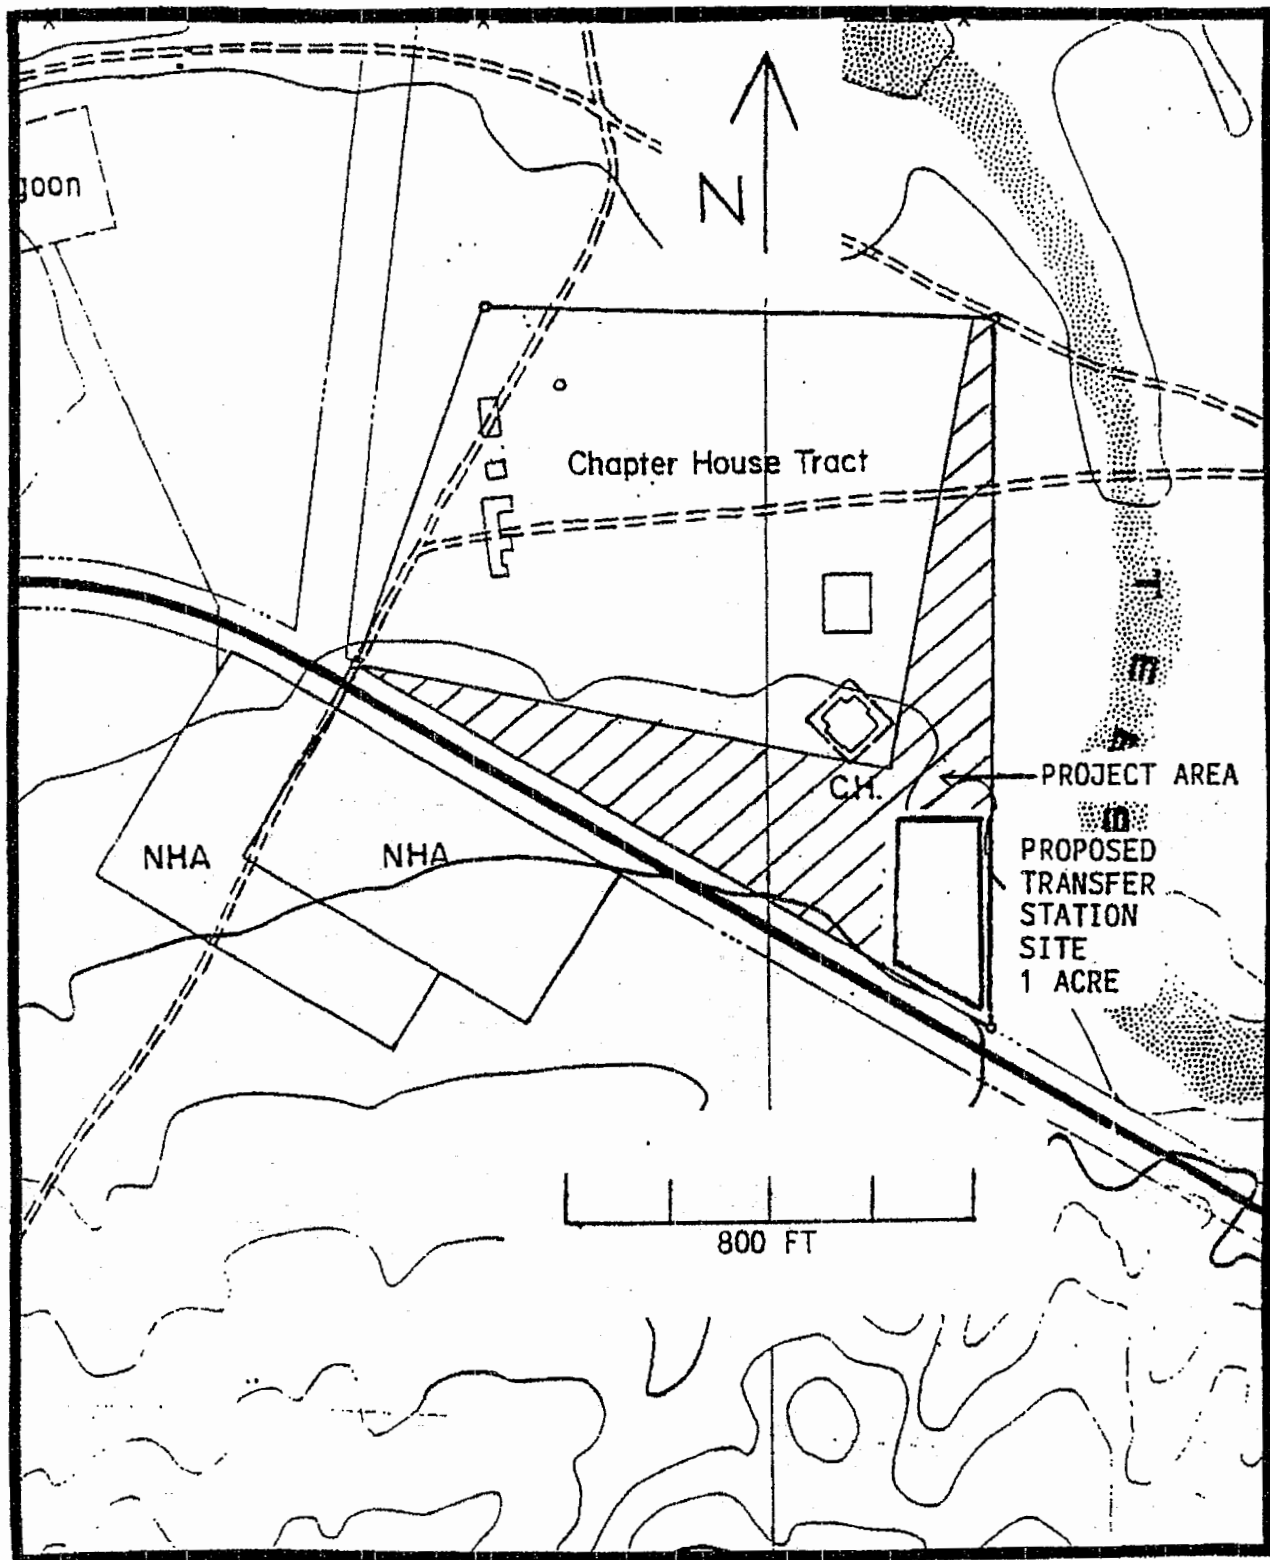 goon
N
Chapter House Tract
T
E
A
C.H.
PROJECT AREA
NHA
NHA
PROPOSED
TRANSFER
STATION
SITE
1 ACRE
800 FT